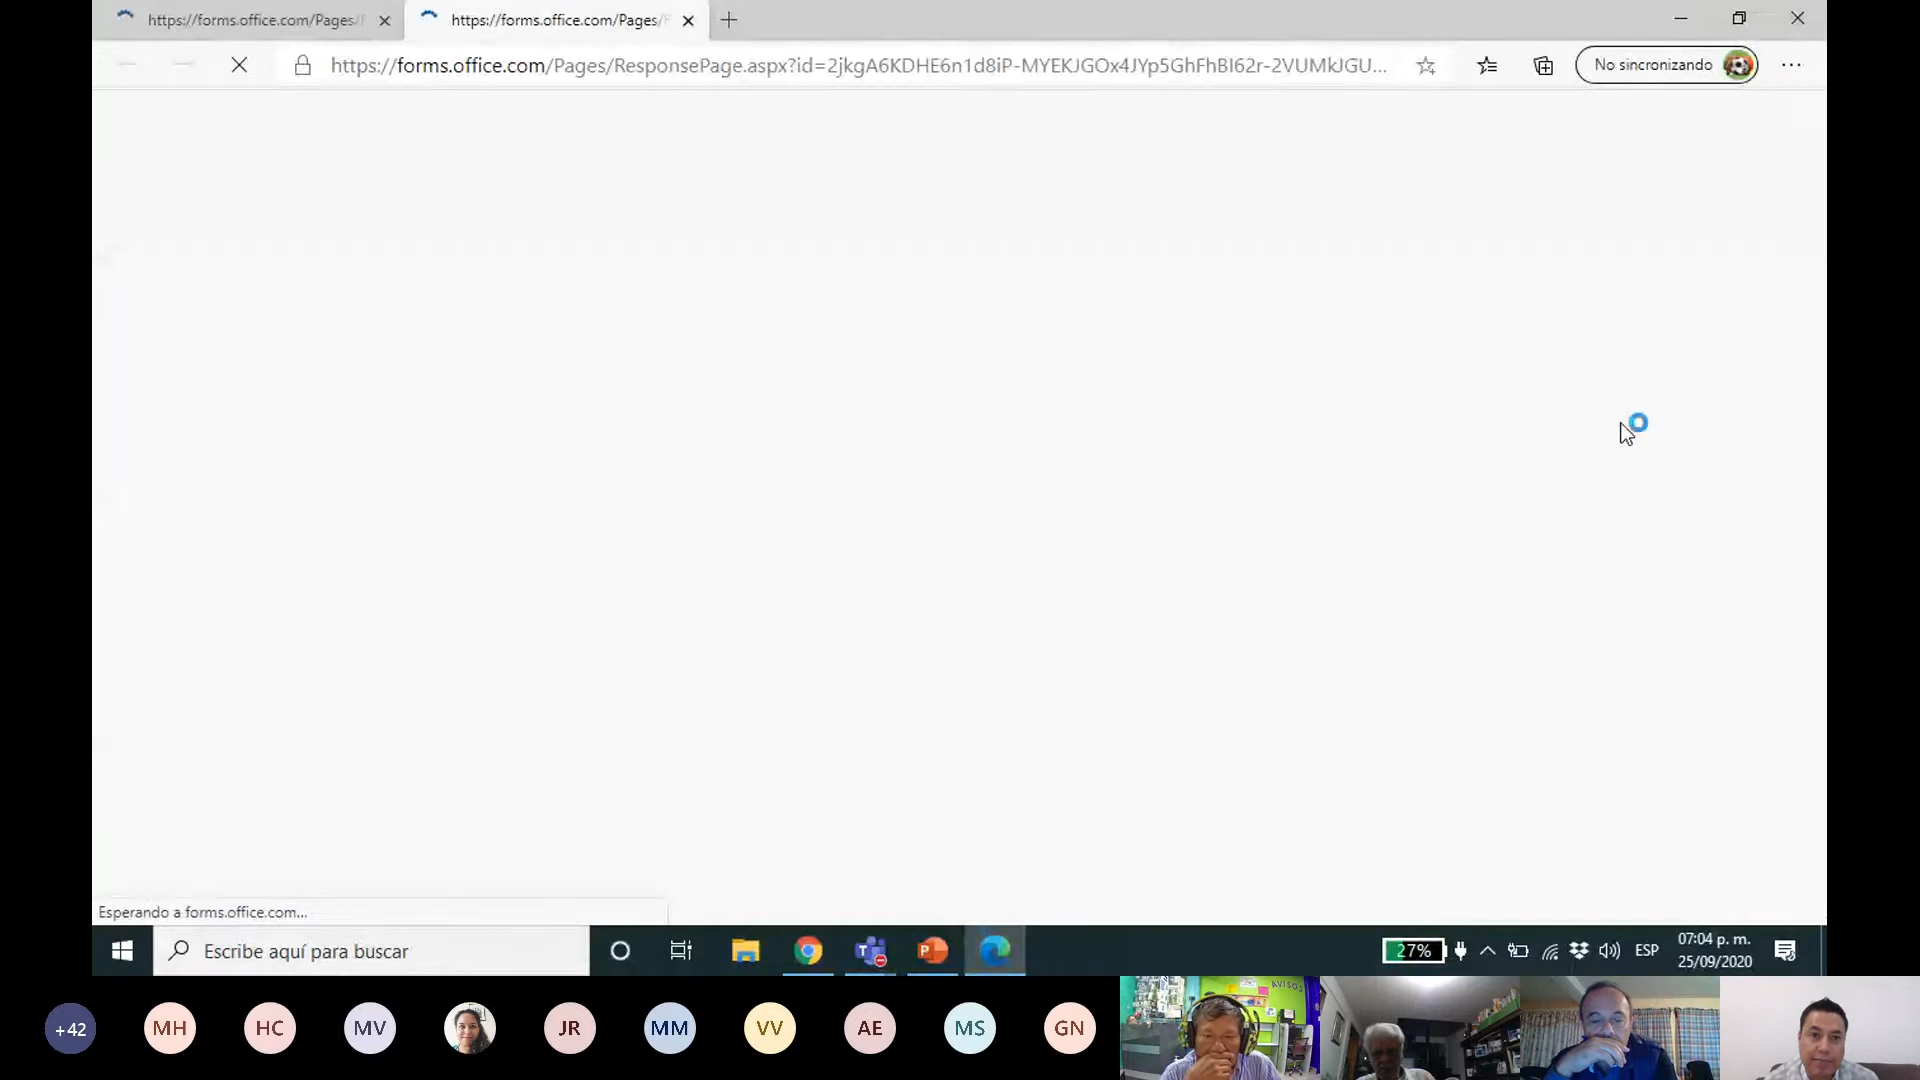 https://forms.office.com/Pages/
https://forms.office.com/Pages/
https://forms.office.com/Pages/ResponsePage.aspx?id=2jkgA6KDHE6n1d8iP-MYEKJGOx4JYp5GhFhBI62r-2VUMkJGU...
No sincronizando
Esperando a forms.office.com...
Escribe aquí para buscar
27%
ESP
07:04 p. m.
25/09/2020
+42
MH
HC
MV
JR
MM
VV
AE
MS
GN
AVISOS